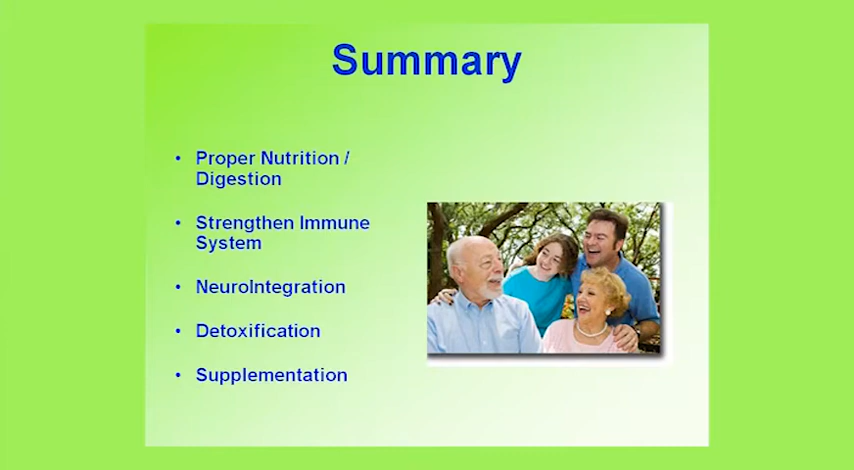 Summary
• Proper Nutrition /
Digestion
• Strengthen Immune
System
• NeuroIntegration
• Detoxification
• Supplementation